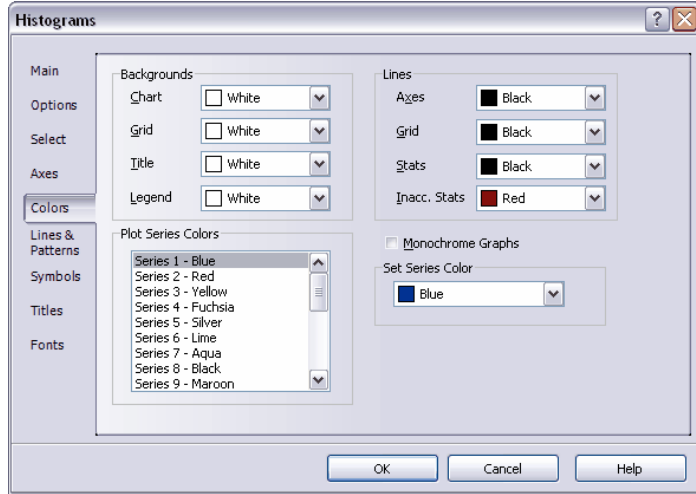 Histograms
Main
Options
Select
Axes
Colors
Lines &
Patterns
Symbols
Titles
Fonts
Backgrounds
Chart White
Grid White
Title White
Legend White
Lines
Axes Black
Grid Black
Stats Black
Inacc. Stats Red
Plot Series Colors
Series 1 - Blue
Series 2 - Red
Series 3 - Yellow
Series 4 - Fuchsia
Series 5 - Silver
Series 6 - Lime
Series 7 - Aqua
Series 8 - Black
Series 9 - Maroon
Monochrome Graphs
Set Series Color
Blue
OK
Cancel
Help